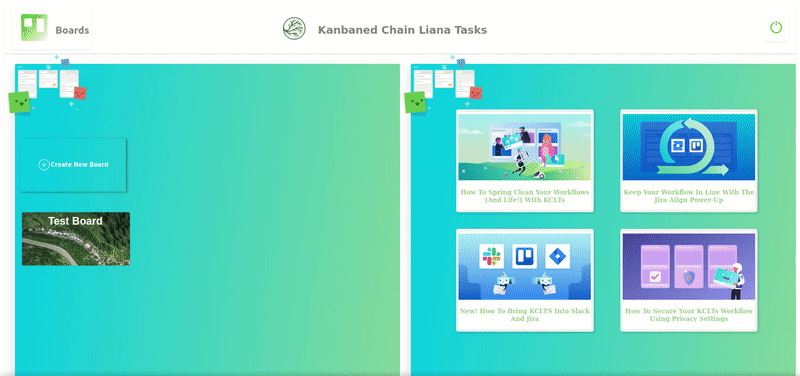 Boards
Kanbaned Chain Liana Tasks
Create New Board
Test Board
How To Spring Clean Your Workflows
(And Life!) With KCLTs
Keep Your Workflow In Line With The
Jira Align Power-Up
New! How To Bring KCLTS Into Slack
And Jira
How To Secure Your KCLTs Workflow
Using Privacy Settings